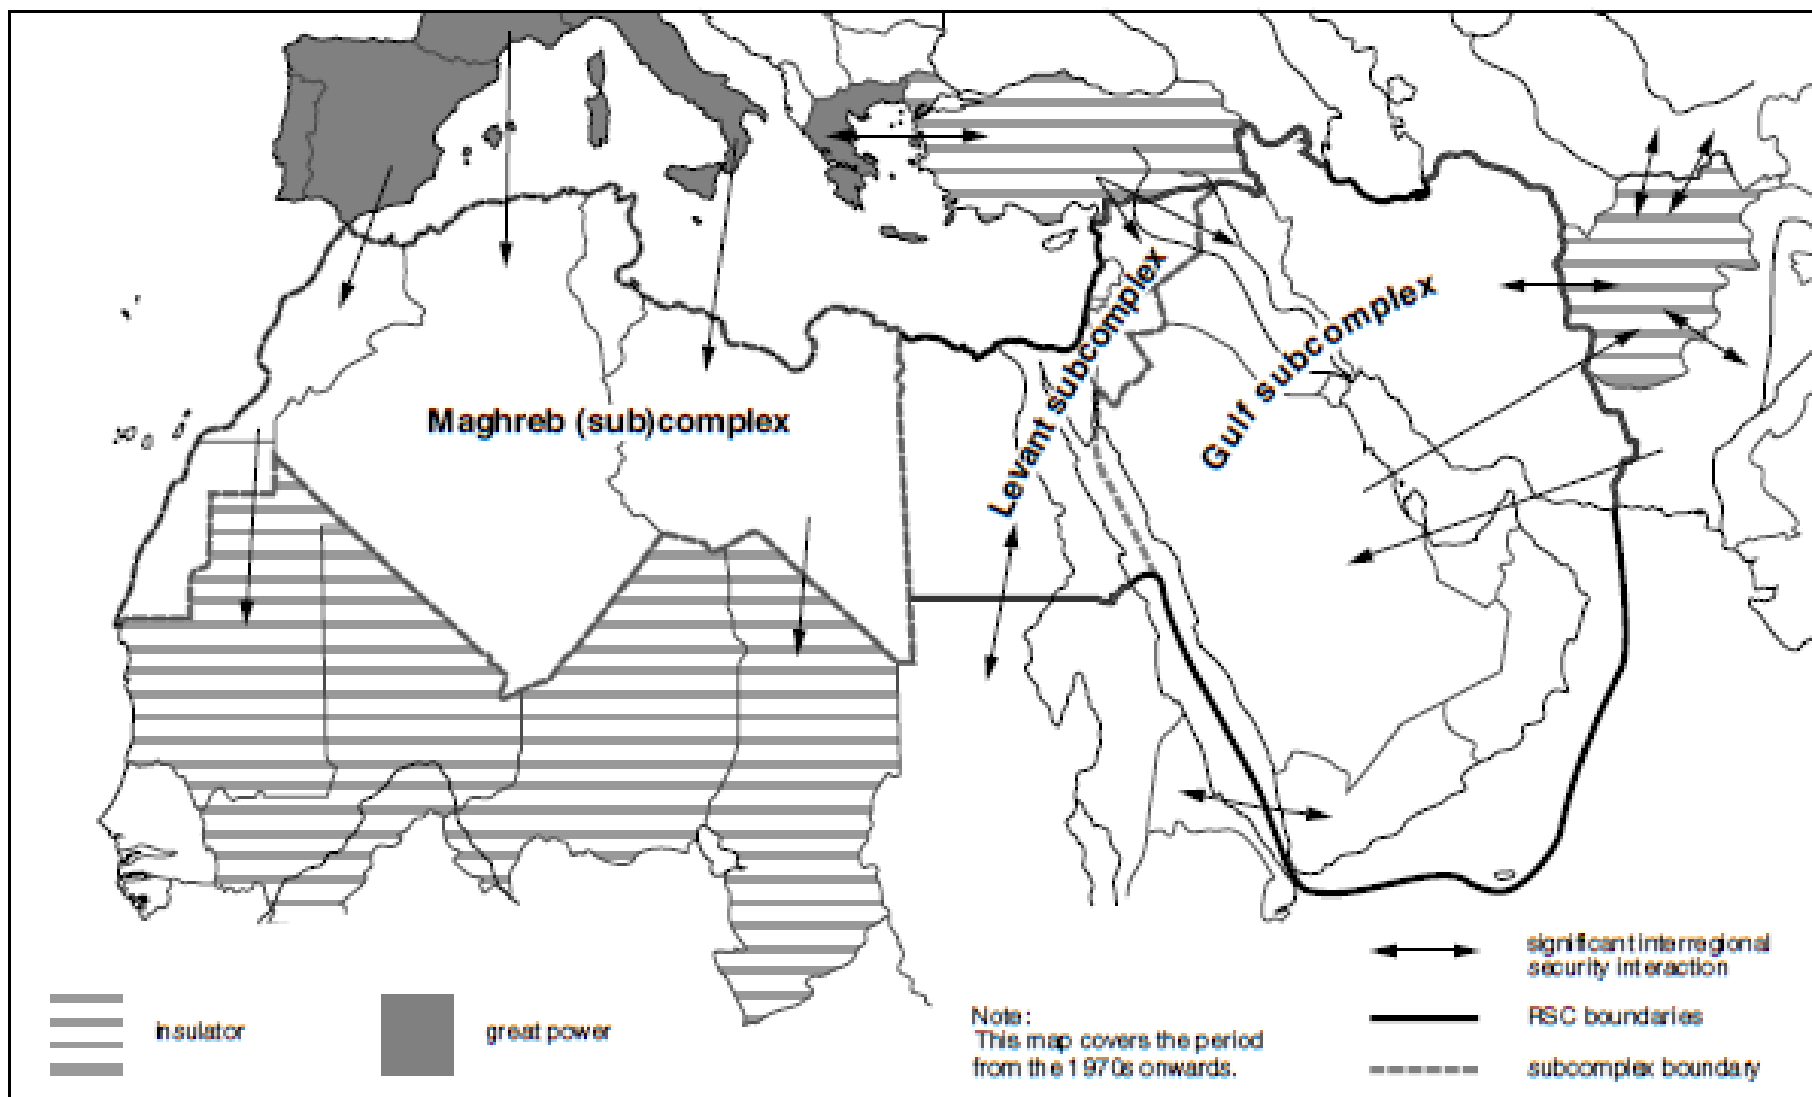 Maghreb (sub)complex
Levant subcomplex
Gulf subcomplex
insulator
great power
Note:
This map covers the period
from the 1970s onwards.
significant interregional
security interaction
RSC boundaries
subcomplex boundary